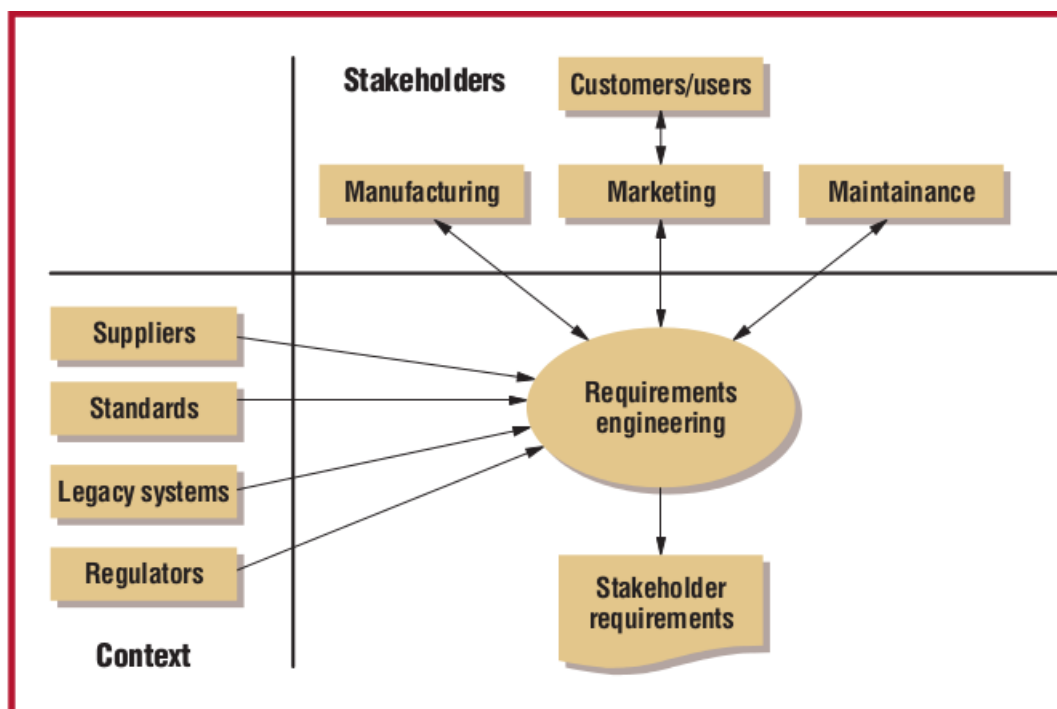 Stakeholders
Customers/users
Manufacturing
Marketing
Maintainance
Suppliers
Standards
Legacy systems
Regulators
Context
Requirements
engineering
Stakeholder
requirements